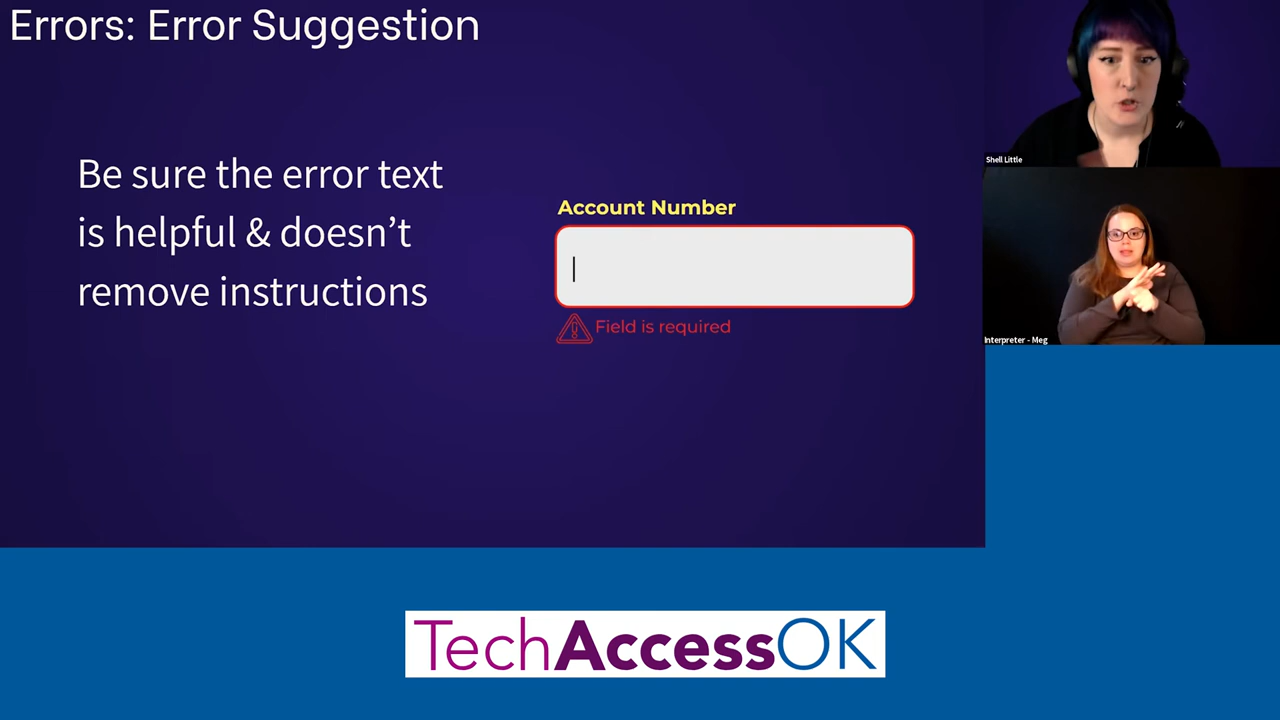 Errors: Error Suggestion
Be sure the error text
is helpful & doesn’t
remove instructions
Account Number
Field is required
Shell Little
Interpreter - Meg
TechAccessOK